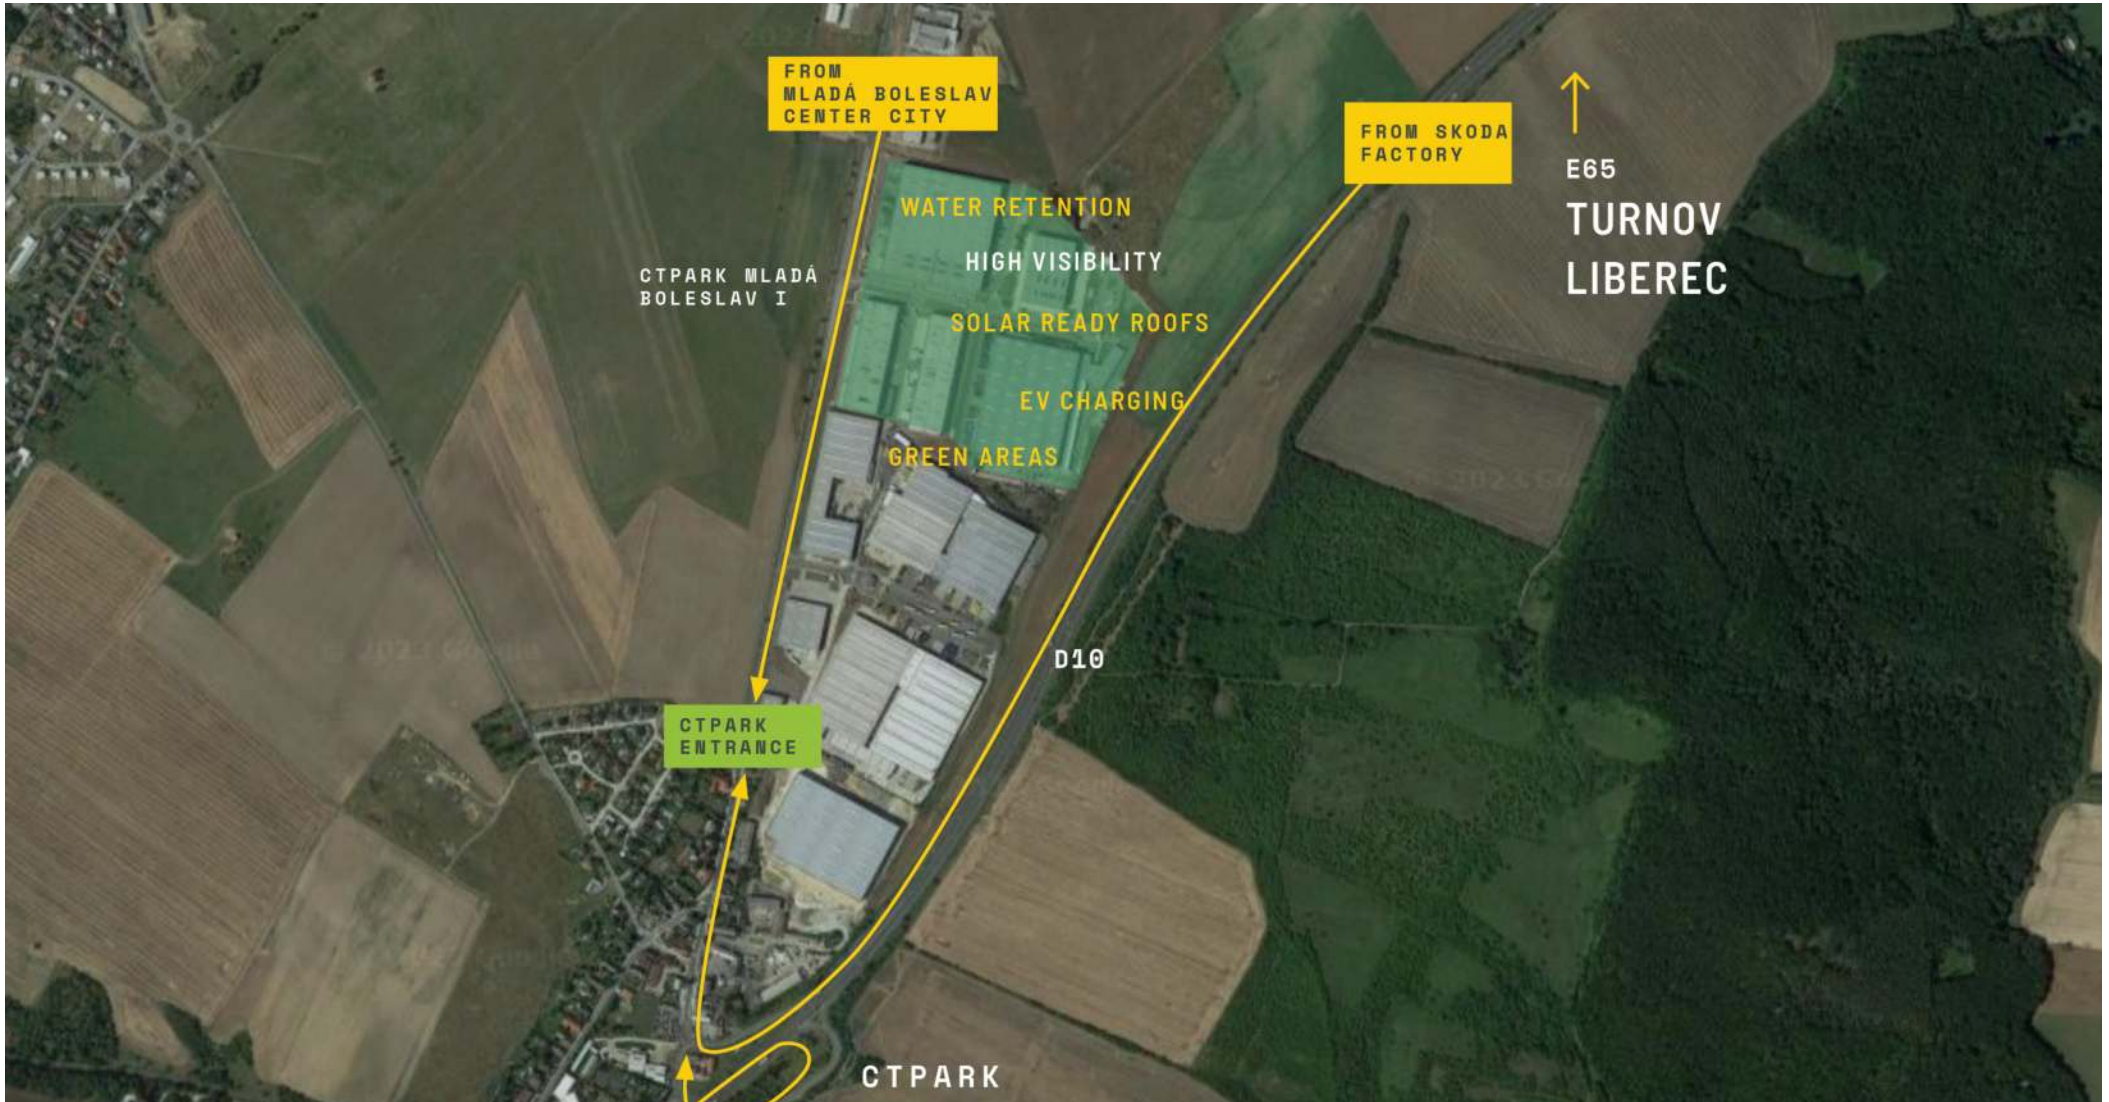 FROM
MLADÁ BOLESLAV
CENTER CITY
FROM SKODA
FACTORY
E65
TURNOV
LIBEREC
WATER RETENTION
HIGH VISIBILITY
CTPARK MLADÁ
BOLESLAV I
SOLAR READY ROOFS
EV CHARGING
GREEN AREAS
D10
CTPARK
ENTRANCE
CTPARK